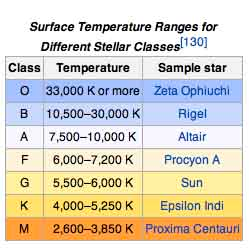 Surface Temperature Ranges for
Different Stellar Classes[130]
Class Temperature Sample star
O 33,000 K or more Zeta Ophiuchi
B 10,500–30,000 K Rigel
A 7,500–10,000 K Altair
F 6,000–7,200 K Procyon A
G 5,500–6,000 K Sun
K 4,000–5,250 K Epsilon Indi
M 2,600–3,850 K Proxima Centauri